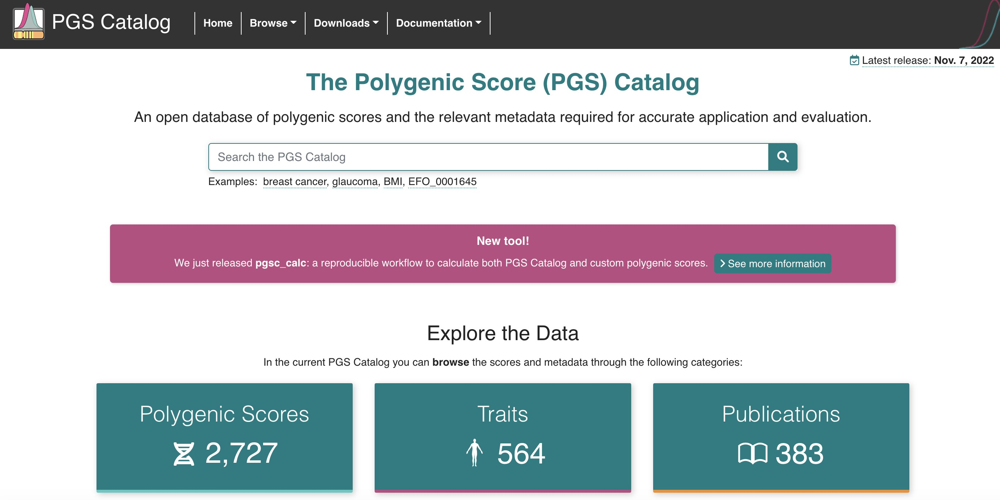 PGS Catalog
Home
Browse
Downloads
Documentation
Latest release: Nov. 7, 2022
The Polygenic Score (PGS) Catalog
An open database of polygenic scores and the relevant metadata required for accurate application and evaluation.
Search the PGS Catalog
Examples: breast cancer, glaucoma, BMI, EFO_0001645
New tool!
We just released pgsc_calc: a reproducible workflow to calculate both PGS Catalog and custom polygenic scores. See more information
Explore the Data
In the current PGS Catalog you can browse the scores and metadata through the following categories:
Polygenic Scores
2,727
Traits
564
Publications
383